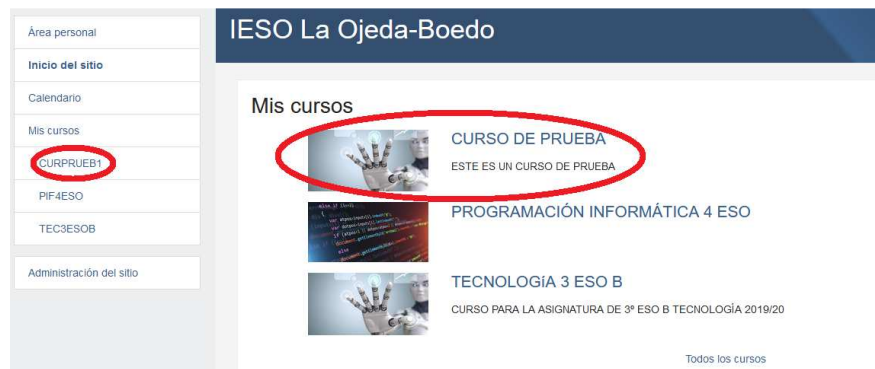 Área personal
Inicio del sitio
Calendario
Mis cursos
CURPRUEB1
PIF4ESO
TEC3ESOB
Administración del sitio
IESO La Ojeda-Boedo
Mis cursos
CURSO DE PRUEBA
ESTE ES UN CURSO DE PRUEBA
PROGRAMACIÓN INFORMÁTICA 4 ESO
TECNOLOGíA 3 ESO B
CURSO PARA LA ASIGNATURA DE 3º ESO B TECNOLOGÍA 2019/20
Todos los cursos